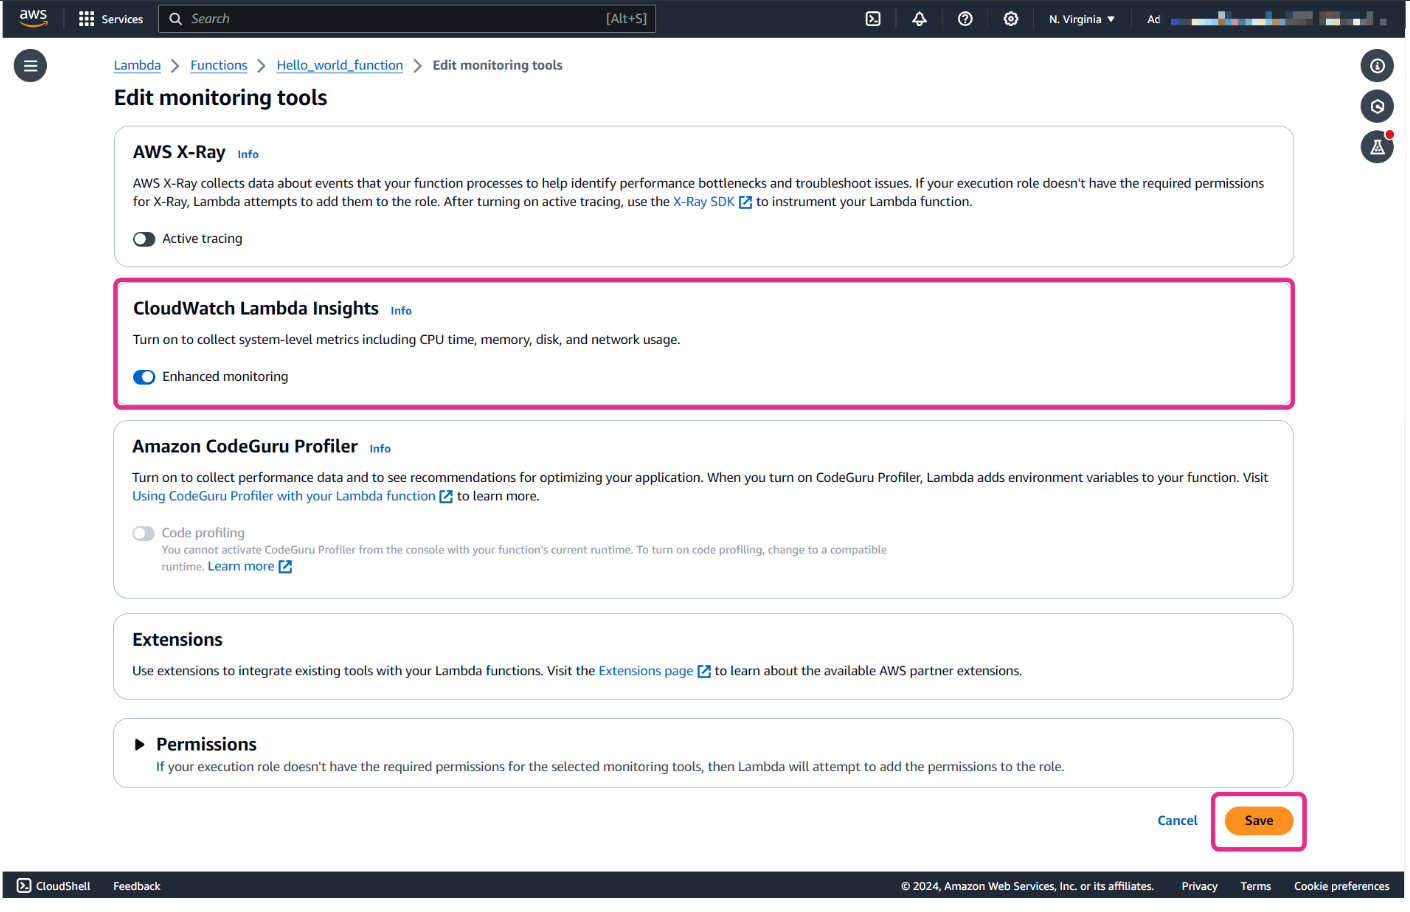 aws Services Search [Alt+S] N. Virginia Ad
Lambda Functions Hello_world_function Edit monitoring tools
Edit monitoring tools
AWS X-Ray Info
AWS X-Ray collects data about events that your function processes to help identify performance bottlenecks and troubleshoot issues. If your execution role doesn't have the required permissions
for X-Ray, Lambda attempts to add them to the role. After turning on active tracing, use the X-Ray SDK to instrument your Lambda function.
Active tracing
CloudWatch Lambda Insights Info
Turn on to collect system-level metrics including CPU time, memory, disk, and network usage.
Enhanced monitoring
Amazon CodeGuru Profiler Info
Turn on to collect performance data and to see recommendations for optimizing your application. When you turn on CodeGuru Profiler, Lambda adds environment variables to your function. Visit
Using CodeGuru Profiler with your Lambda function to learn more.
Code profiling
You cannot activate CodeGuru Profiler from the console with your function's current runtime. To turn on code profiling, change to a compatible
runtime. Learn more
Extensions
Use extensions to integrate existing tools with your Lambda functions. Visit the Extensions page to learn about the available AWS partner extensions.
Permissions
If your execution role doesn't have the required permissions for the selected monitoring tools, then Lambda will attempt to add the permissions to the role.
Cancel Save
CloudShell Feedback © 2024, Amazon Web Services, Inc. or its affiliates. Privacy Terms Cookie preferences